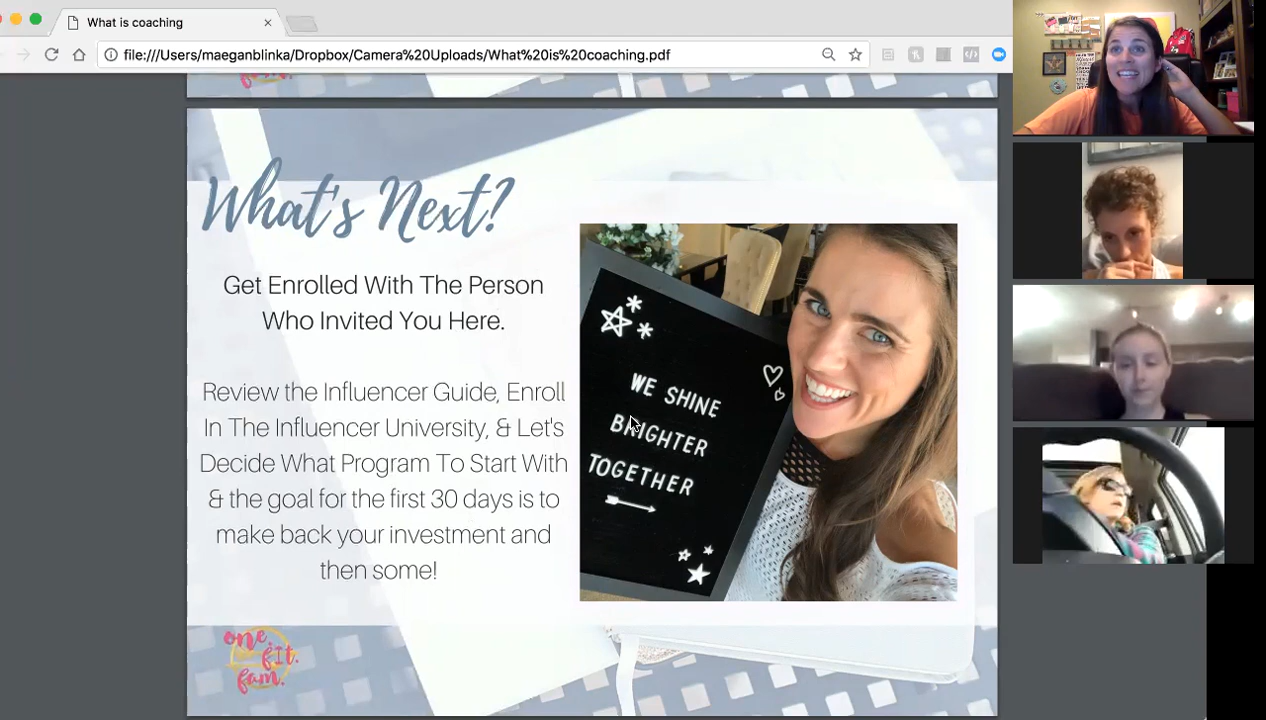 What is coaching
file:///Users/maeganblinka/Dropbox/Camera%20Uploads/What%20is%20coaching.pdf
What's Next?
Get Enrolled With The Person
Who Invited You Here.
Review the Influencer Guide, Enroll
In The Influencer University, & Let's
Decide What Program To Start With
& the goal for the first 30 days is to
make back your investment and
then some!
WE SHINE
BRIGHTER
TOGETHER
one.
fit.
fam.